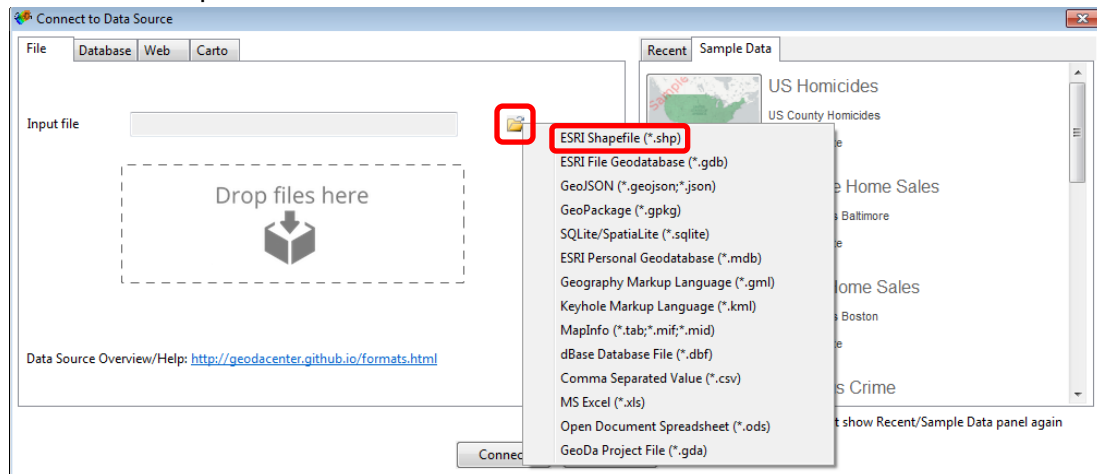 Connect to Data Source
File Database Web Carto
Recent Sample Data
Input file
Drop files here
Data Source Overview/Help: http://geodacenter.github.io/formats.html
ESRI Shapefile (*.shp)
ESRI File Geodatabase (*.gdb)
GeoJSON (*.geojson;*.json)
GeoPackage (*.gpkg)
SQLite/SpatiaLite (*.sqlite)
ESRI Personal Geodatabase (*.mdb)
Geography Markup Language (*.gml)
Keyhole Markup Language (*.kml)
MapInfo (*.tab;*.mif;*.mid)
dBase Database File (*.dbf)
Comma Separated Value (*.csv)
MS Excel (*.xls)
Open Document Spreadsheet (*.ods)
GeoDa Project File (*.gda)
Sample
US Homicides
US County Homicides
Home Sales
Baltimore
Home Sales
Boston
Crime
show Recent/Sample Data panel again